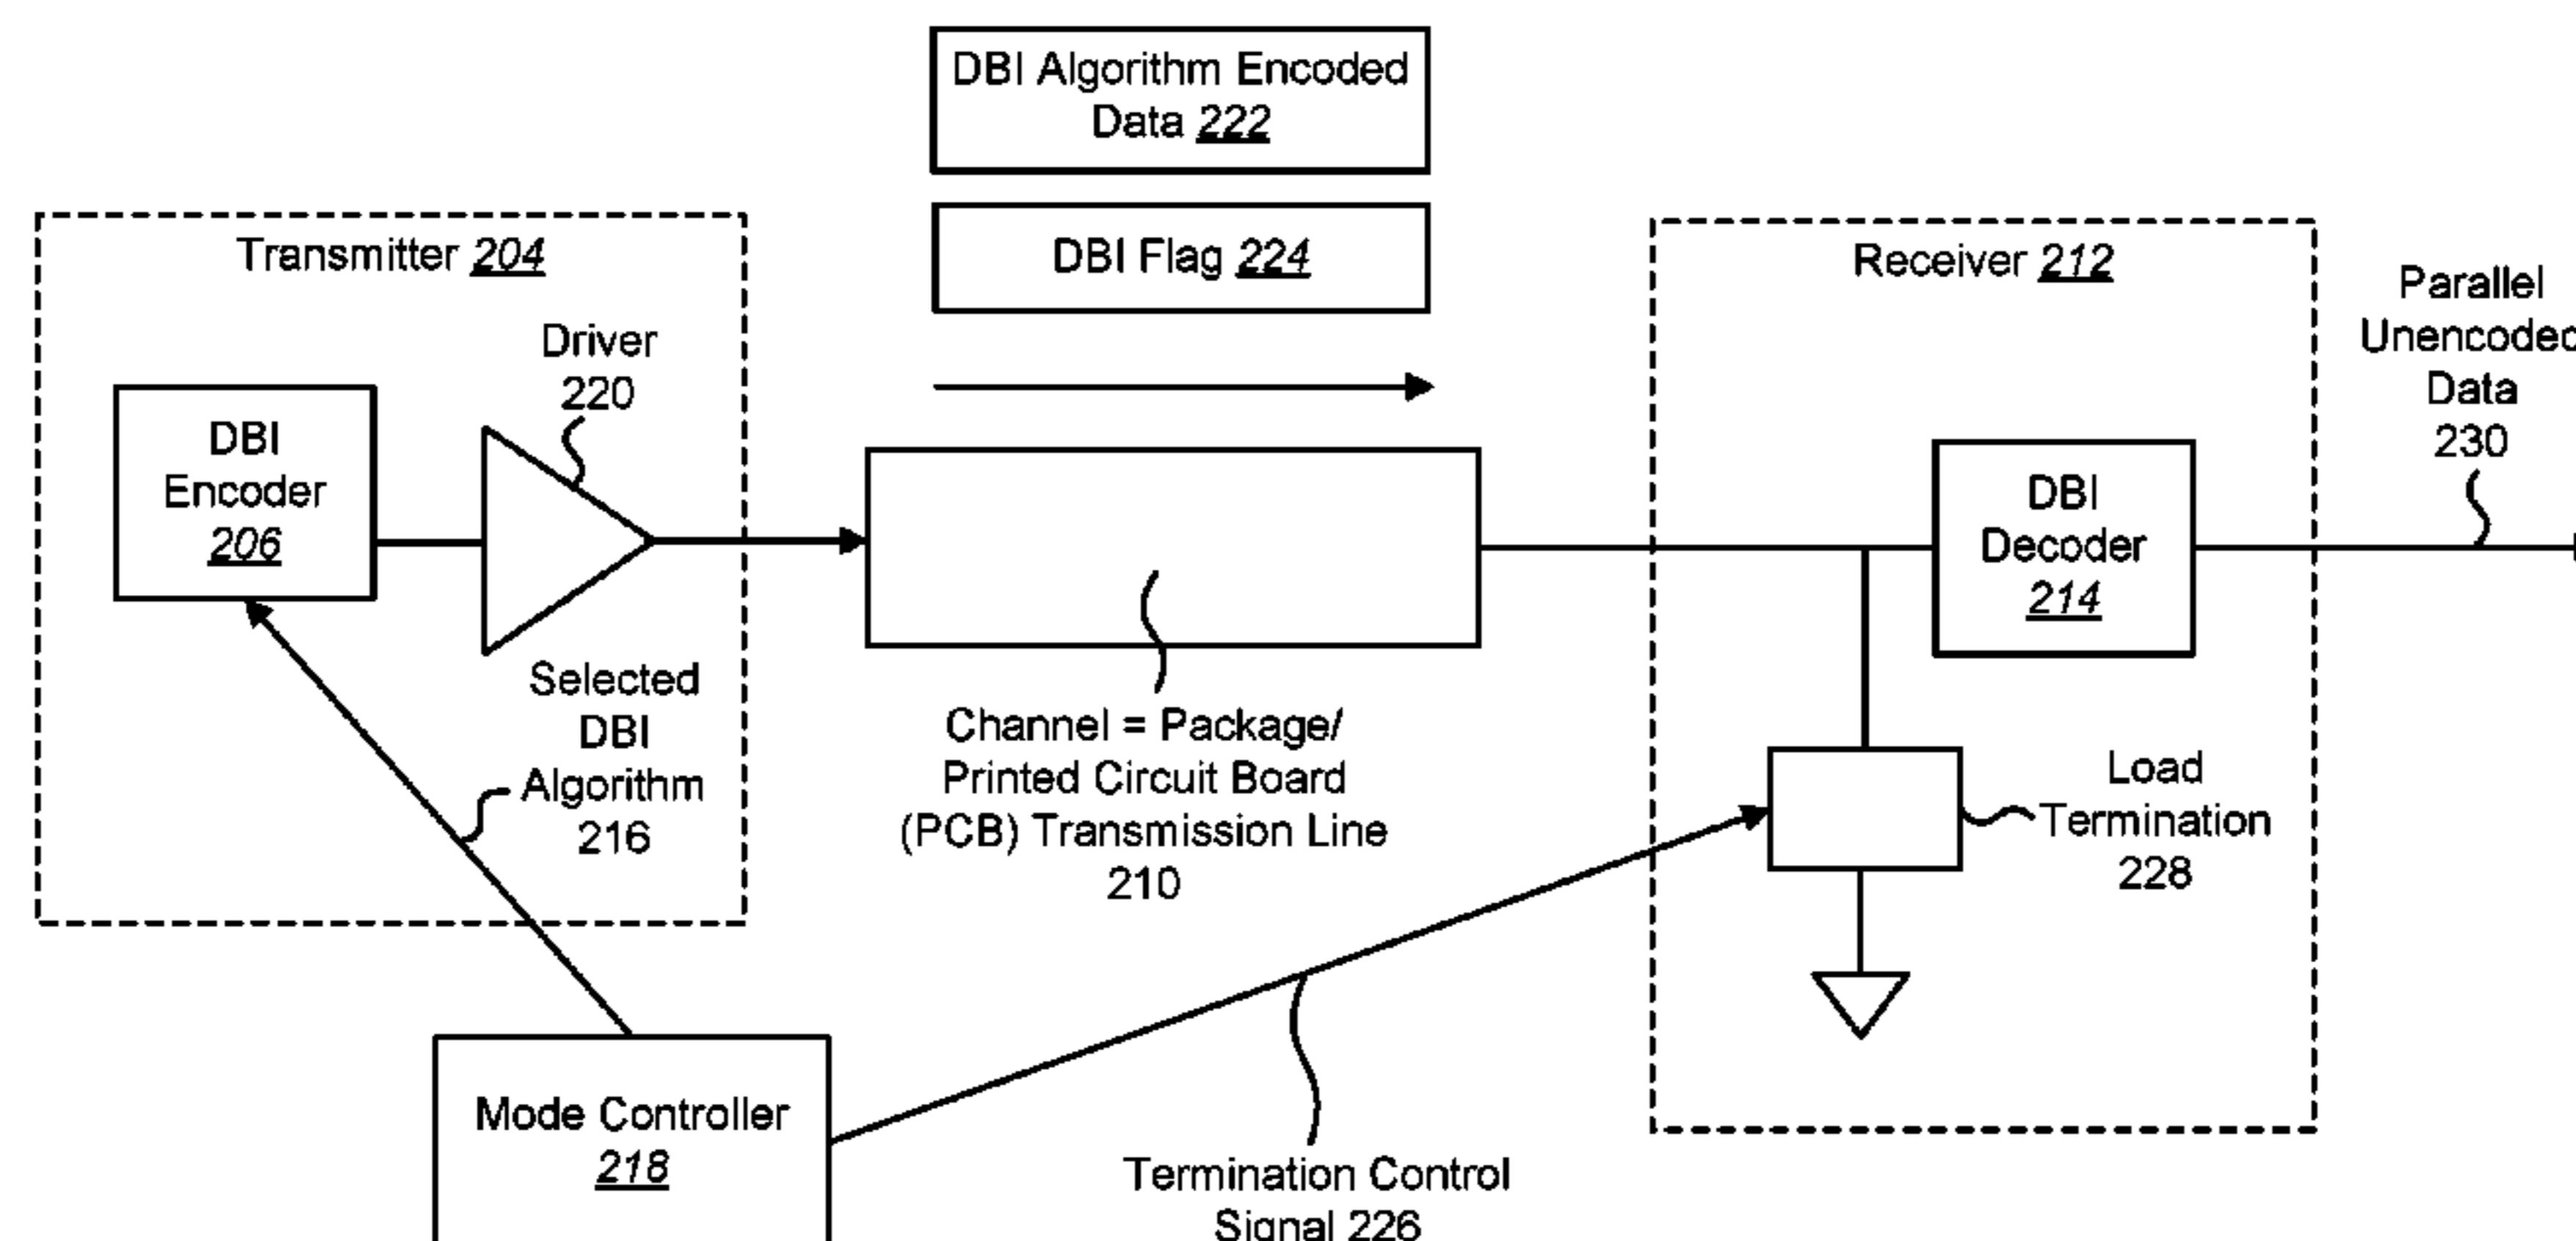 DBI Algorithm Encoded
Data 222
DBI Flag 224
Transmitter 204
Driver
220
DBI
Encoder
206
Selected
DBI
Algorithm
216
Channel = Package/
Printed Circuit Board
(PCB) Transmission Line
210
Receiver 212
DBI
Decoder
214
Load
Termination
228
Parallel
Unencoded
Data
230
Mode Controller
218
Termination Control
Signal 226